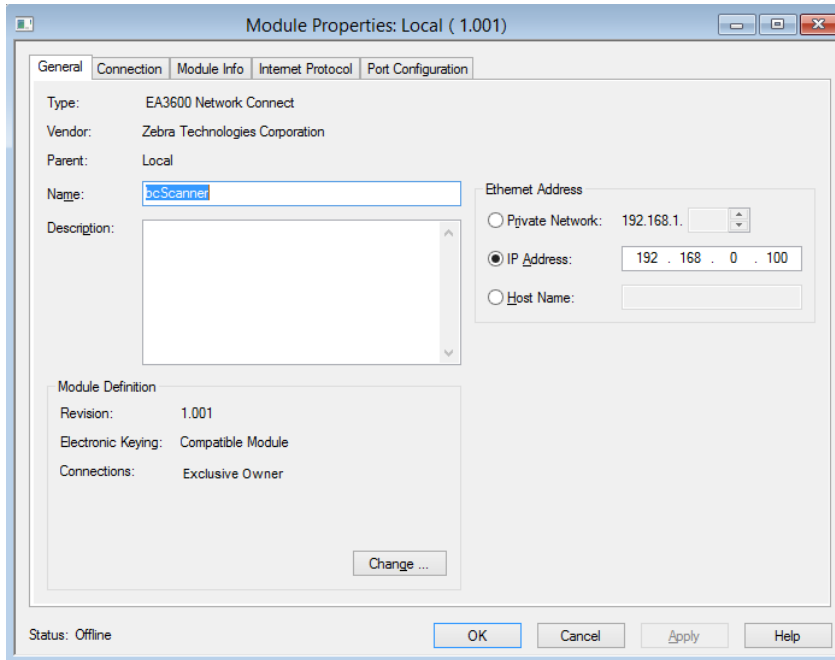 Module Properties: Local ( 1.001)
General Connection Module Info Internet Protocol Port Configuration
Type: EA3600 Network Connect
Vendor: Zebra Technologies Corporation
Parent: Local
Name: bcScanner
Description:
Ethernet Address
Private Network: 192.168.1.
IP Address: 192 . 168 . 0 . 100
Host Name:
Module Definition
Revision: 1.001
Electronic Keying: Compatible Module
Connections: Exclusive Owner
Change ...
Status: Offline
OK Cancel Apply Help